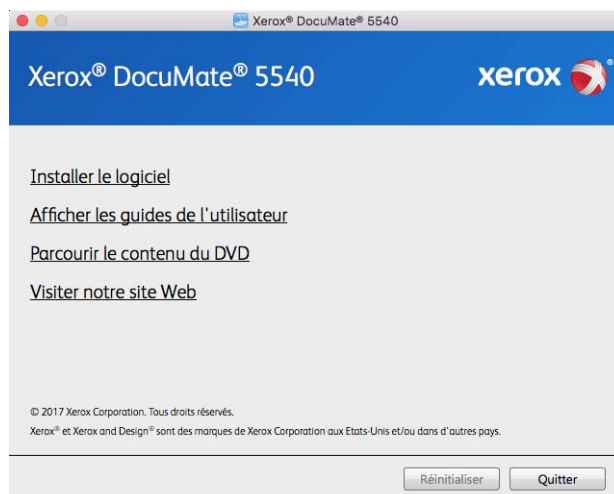 Xerox® DocuMate® 5540
Xerox® DocuMate® 5540
xerox®
Installer le logiciel
Afficher les guides de l'utilisateur
Parcourir le contenu du DVD
Visiter notre site Web
© 2017 Xerox Corporation. Tous droits réservés.
Xerox® et Xerox and Design® sont des marques de Xerox Corporation aux Etats-Unis et/ou dans d'autres pays.
Réinitialiser
Quitter